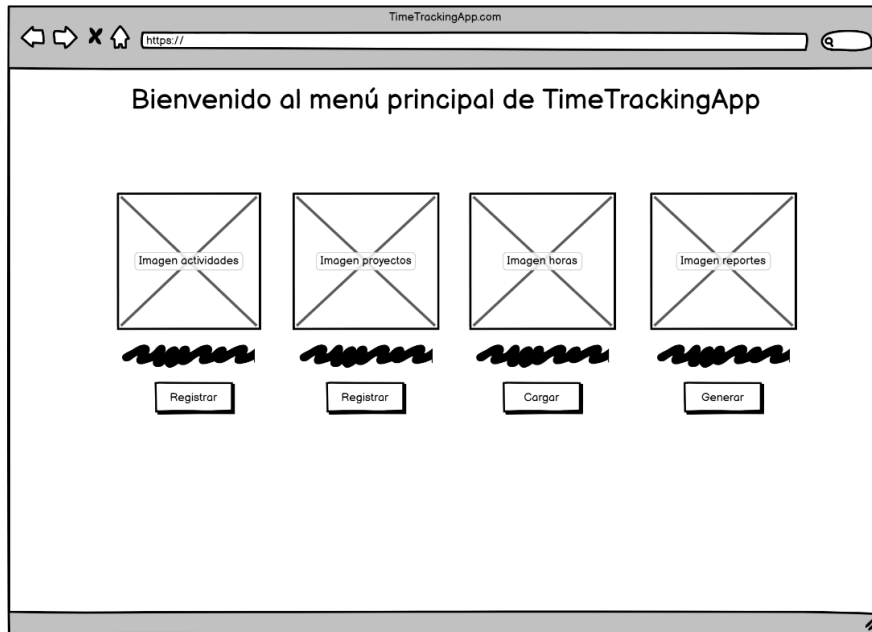 TimeTrackingApp.com
https://
Bienvenido al menú principal de TimeTrackingApp
Imagen actividades
Imagen proyectos
Imagen horas
Imagen reportes
Registrar
Registrar
Cargar
Generar